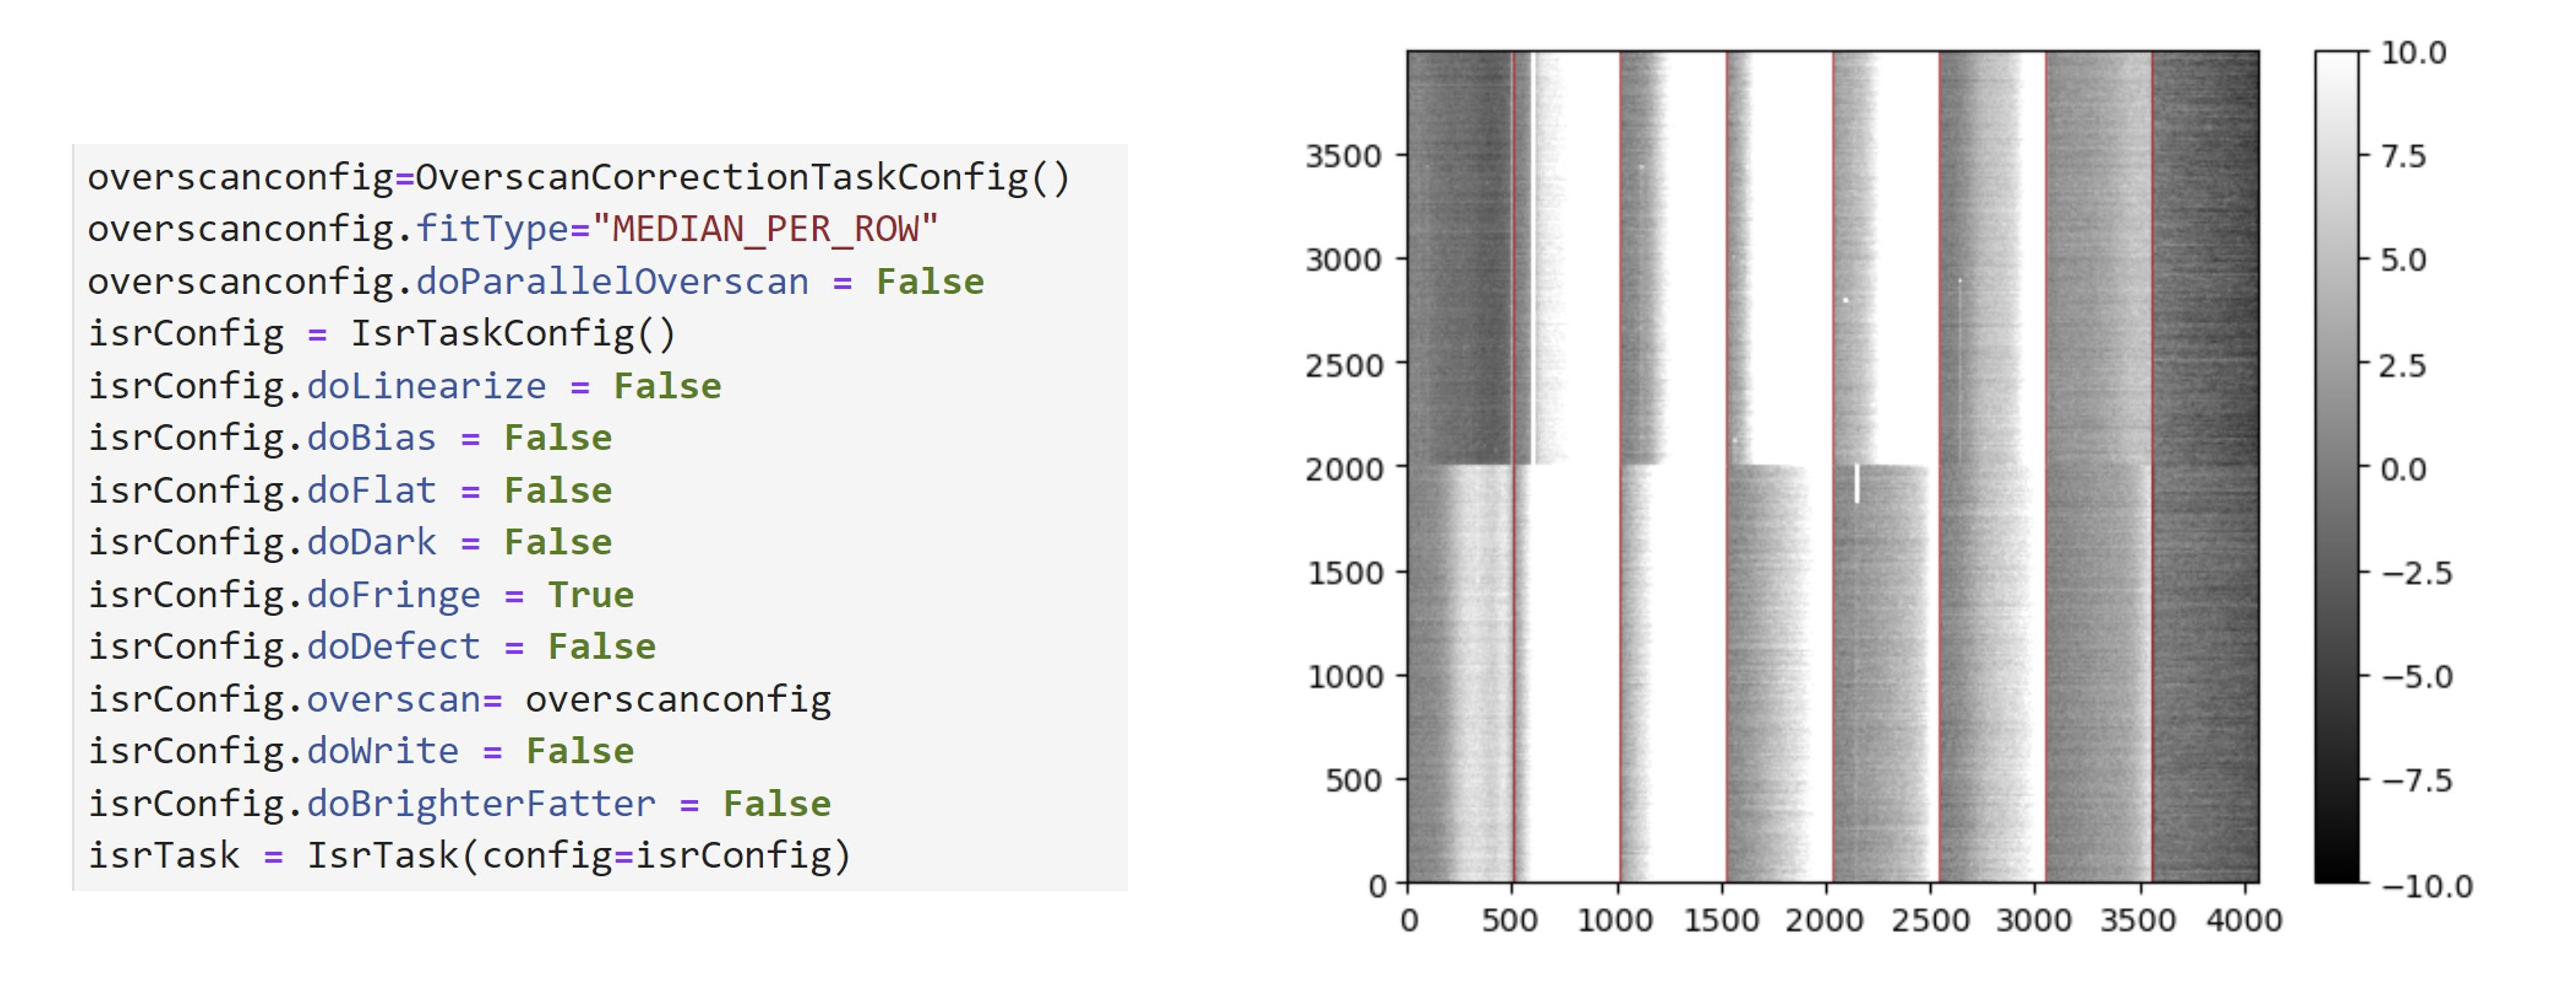 overscanconfig=OverscanCorrectionTaskConfig()
overscanconfig.fitType="MEDIAN_PER_ROW"
overscanconfig.doParallelOverscan = False
isrConfig = IsrTaskConfig()
isrConfig.doLinearize = False
isrConfig.doBias = False
isrConfig.doFlat = False
isrConfig.doDark = False
isrConfig.doFringe = True
isrConfig.doDefect = False
isrConfig.overscan= overscanconfig
isrConfig.doWrite = False
isrConfig.doBrighterFatter = False
isrTask = IsrTask(config=isrConfig)
3500
3000
2500
2000
1500
1000
500
0
0 500 1000 1500 2000 2500 3000 3500 4000
10.0
7.5
5.0
2.5
0.0
−2.5
−5.0
−7.5
−10.0